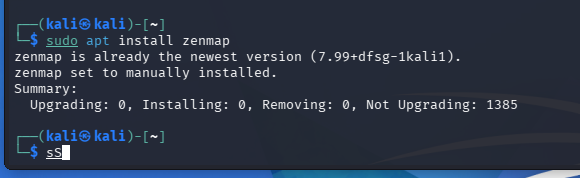 ┌──(kali㉿kali)-[~]
└─$ sudo apt install zenmap
zenmap is already the newest version (7.99+dfsg-1kali1).
zenmap set to manually installed.
Summary:
  Upgrading: 0, Installing: 0, Removing: 0, Not Upgrading: 1385
┌──(kali㉿kali)-[~]
└─$ sS